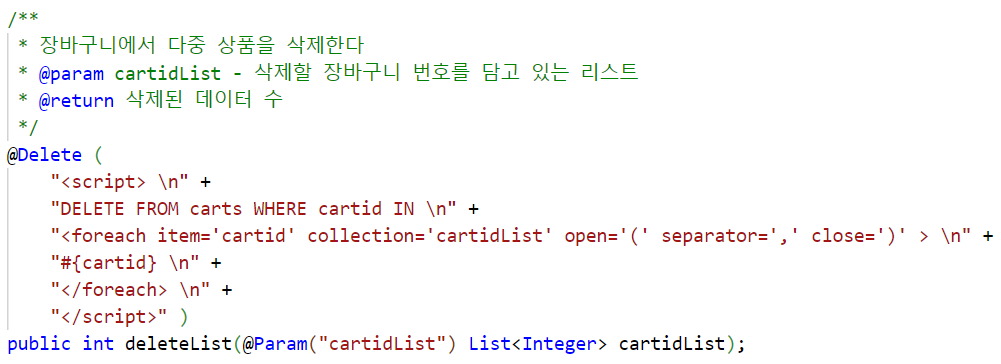 /**
 * 장바구니에서 다중 상품을 삭제한다
 * @param cartidList - 삭제할 장바구니 번호를 담고 있는 리스트
 * @return 삭제된 데이터 수
 */
@Delete (
    "<script> \n" +
    "DELETE FROM carts WHERE cartid IN \n" +
    "<foreach item='cartid' collection='cartidList' open='(' separator=',' close=')' > \n" +
    "#{cartid} \n" +
    "</foreach> \n" +
    "</script>" )
public int deleteList(@Param("cartidList") List<Integer> cartidList);